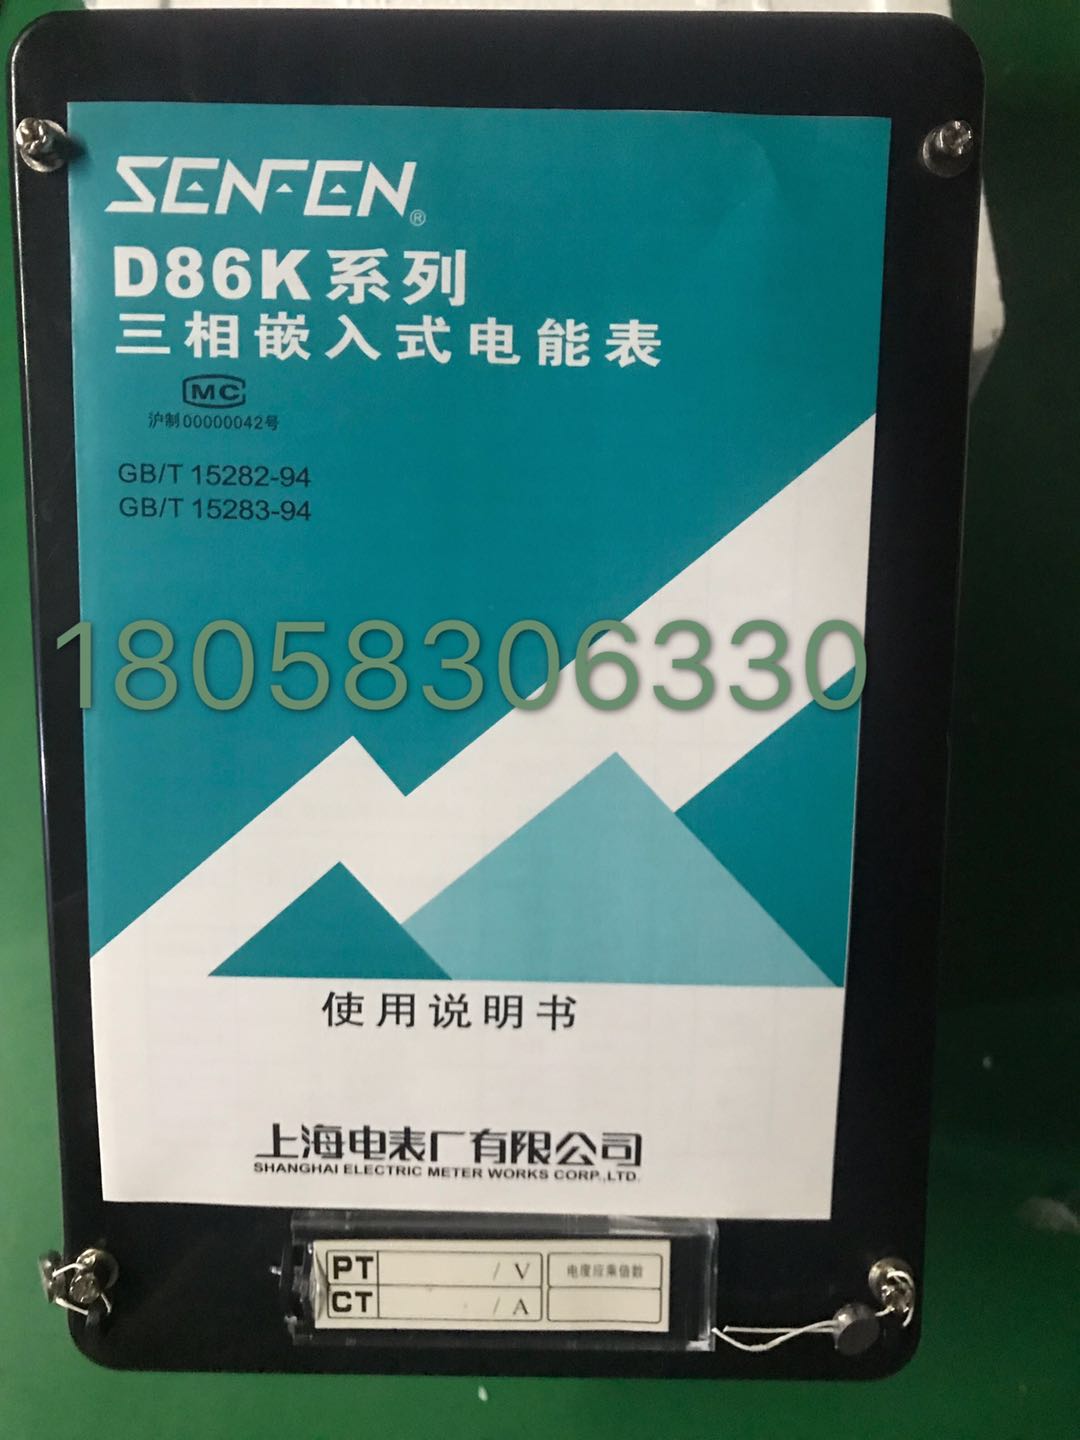 SENFEN®
D86K系列
三相嵌入式电能表
MC
沪制00000042号
GB/T 15282-94
GB/T 15283-94
18058306330
使用说明书
上海电表厂有限公司
SHANGHAI ELECTRIC METER WORKS CORP.,LTD.
PT / V 电度应乘倍数
CT / A